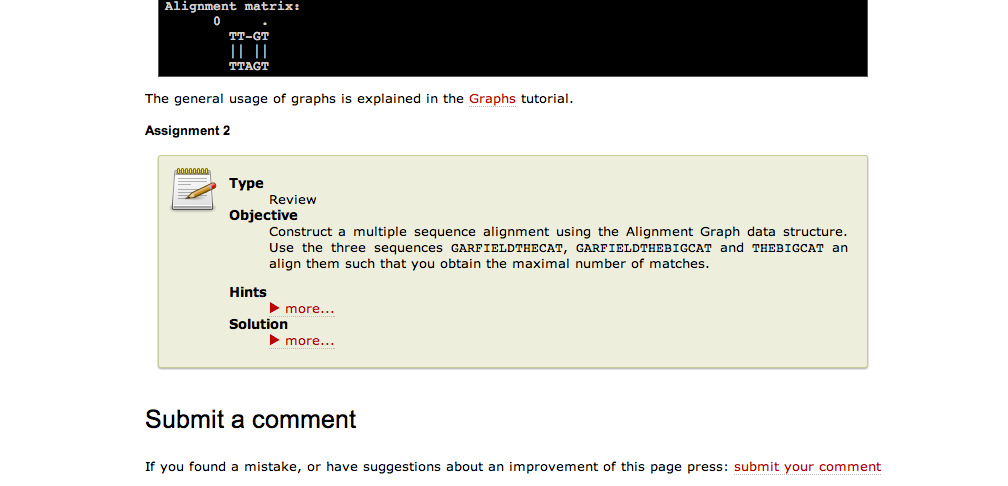 Alignment matrix:
0     .
TT-GT
|| ||
TTAGT
The general usage of graphs is explained in the Graphs tutorial.
Assignment 2
Type
Review
Objective
Construct a multiple sequence alignment using the Alignment Graph data structure.
Use the three sequences GARFIELDTHECAT, GARFIELDTHEBIGCAT and THEBIGCAT an
align them such that you obtain the maximal number of matches.
Hints
▶ more...
Solution
▶ more...
Submit a comment
If you found a mistake, or have suggestions about an improvement of this page press: submit your comment